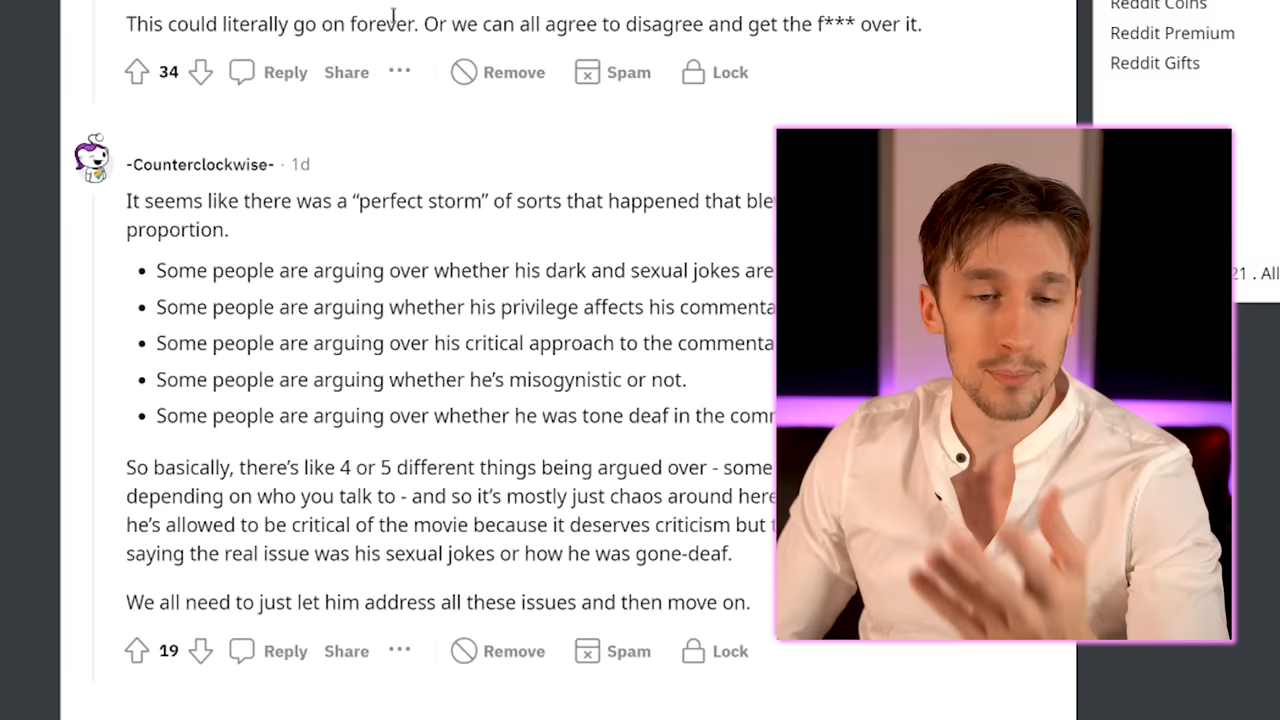 Reddit Coins
This could literally go on forever. Or we can all agree to disagree and get the f*** over it.
Reddit Premium
Reddit Gifts
34 Reply Share ··· Remove Spam Lock
-Counterclockwise- · 1d
It seems like there was a “perfect storm” of sorts that happened that
proportion.
• Some people are arguing over whether his dark and sexual jokes are
21 . All
• Some people are arguing whether his privilege affects his
• Some people are arguing over his critical approach to the
• Some people are arguing whether he’s misogynistic or not.
• Some people are arguing over whether he was tone deaf in the
So basically, there’s like 4 or 5 different things being argued over - some
depending on who you talk to - and so it’s mostly just chaos around here
he’s allowed to be critical of the movie because it deserves criticism but
saying the real issue was his sexual jokes or how he was gone-deaf.
We all need to just let him address all these issues and then move on.
19 Reply Share ··· Remove Spam Lock